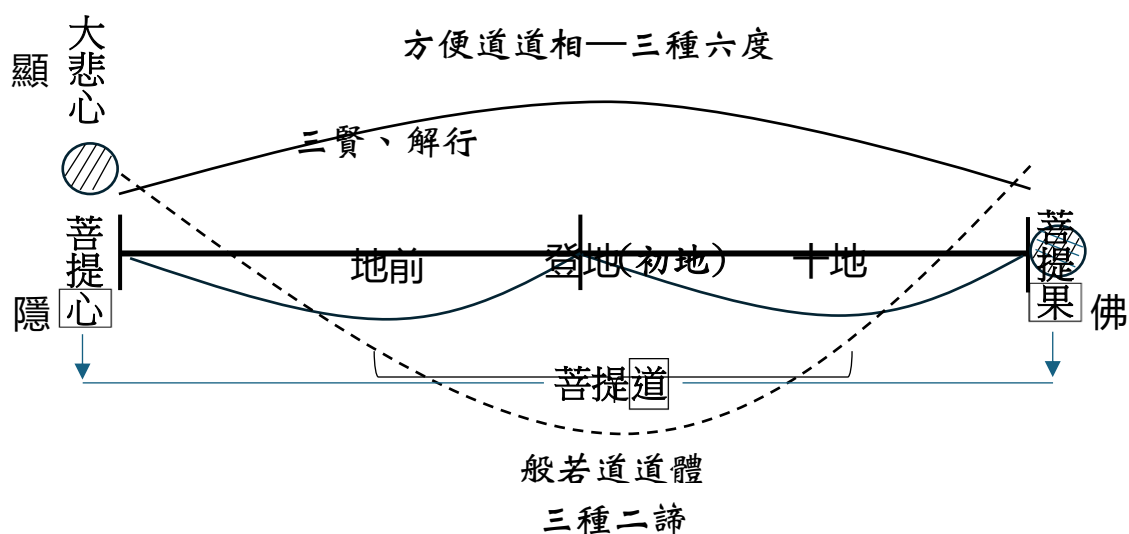 方便道道相—三種六度
大悲心
顯
三賢、解行
菩提心
隱
地前
登地(初地)
十地
菩提果
佛
菩提道
般若道道體
三種二諦